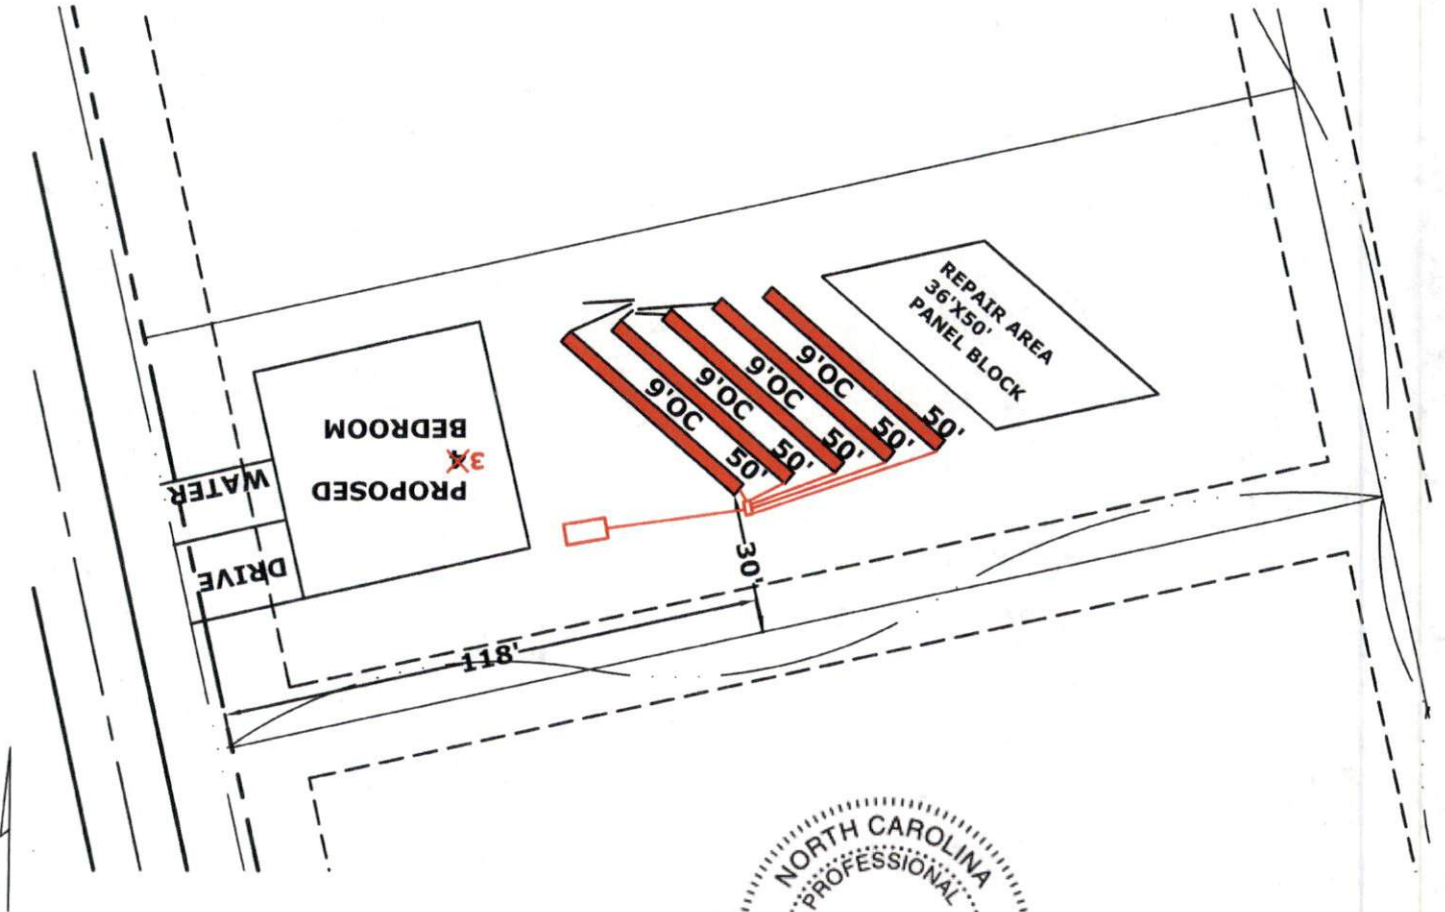 REPAIR AREA
36'X50'
PANEL BLOCK
9'OC
9'OC
9'OC
9'OC
50'
50'
50'
50'
50'
PROPOSED
3
BEDROOM
WATER
DRIVE
30'
118'
NORTH CAROLINA
PROFESSIONAL